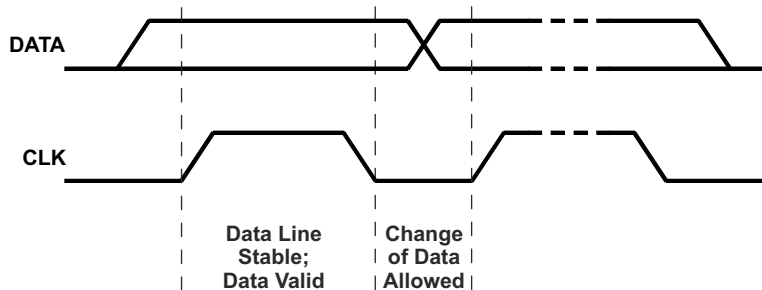 DATA
CLK
Data Line
Stable;
Data Valid
Change
of Data
Allowed